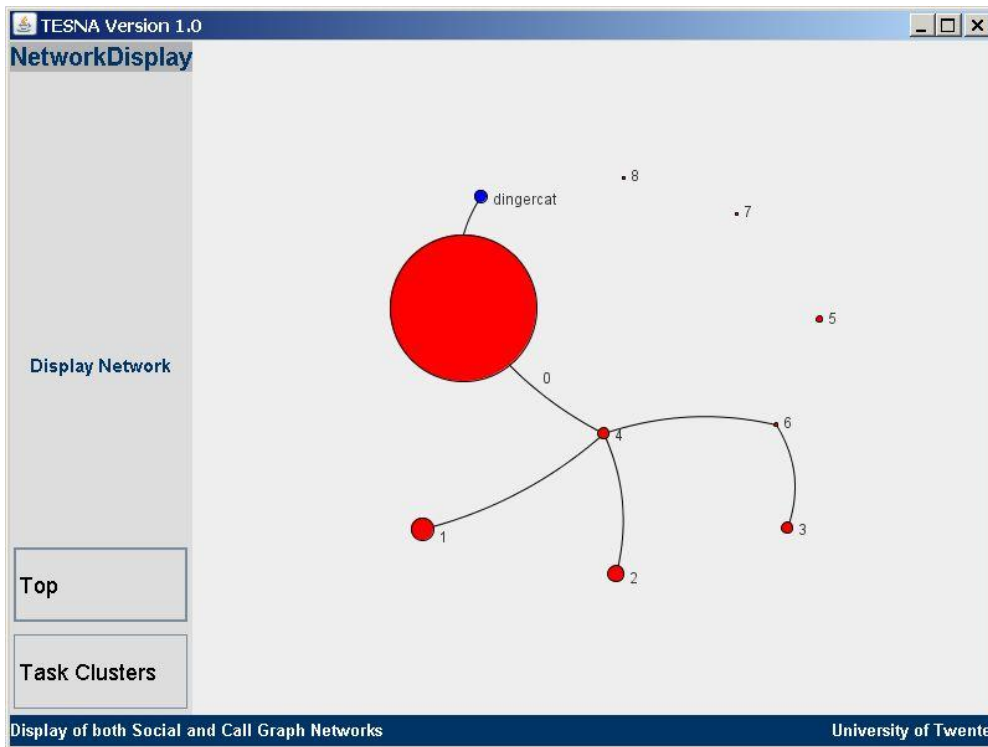 TESNA Version 1.0
NetworkDisplay
8
dingercat
7
5
Display Network
0
6
4
3
1
2
Top
Task Clusters
Display of both Social and Call Graph Networks
University of Twente